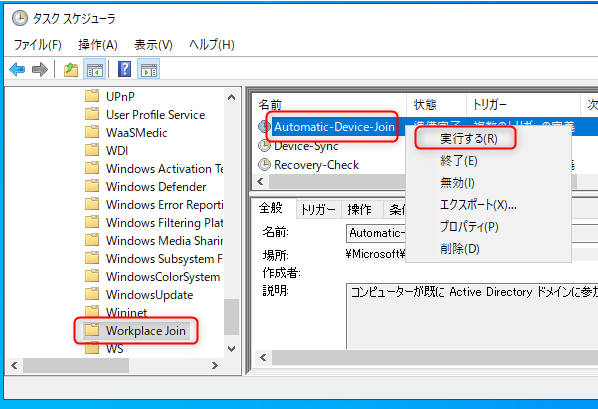 タスク スケジューラ
ファイル(F) 操作(A) 表示(V) ヘルプ(H)
UPnP
User Profile Service
WaaSMedic
WDI
Windows Activation Te
Windows Defender
Windows Error Reporti
Windows Filtering Plat
Windows Media Sharin
Windows Subsystem F
WindowsColorSystem
WindowsUpdate
Wininet
Workplace Join
WS
名前 状態 トリガー 次
Automatic-Device-Join 準備完了 複数のトリガーの定義
Device-Sync
Recovery-Check
実行する(R)
終了(E)
無効(I)
エクスポート(X)...
プロパティ(P)
削除(D)
全般 トリガー 操作 条
名前: Automatic-
場所: ¥Microsoft¥
作成者:
説明: コンピューターが既に Active Directory ドメインに参